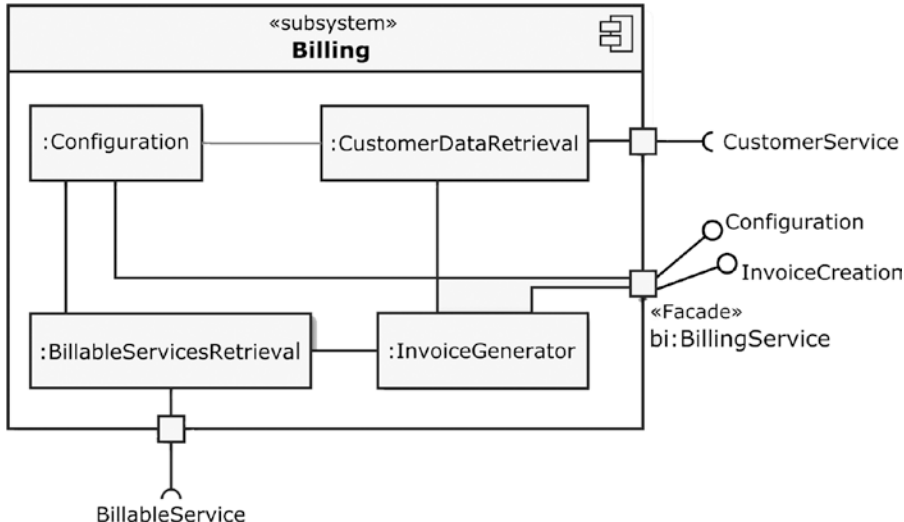 «subsystem»
Billing
:Configuration
:CustomerDataRetrieval
CustomerService
Configuration
InvoiceCreation
«Facade»
bi:BillingService
:BillableServicesRetrieval
:InvoiceGenerator
BillableService